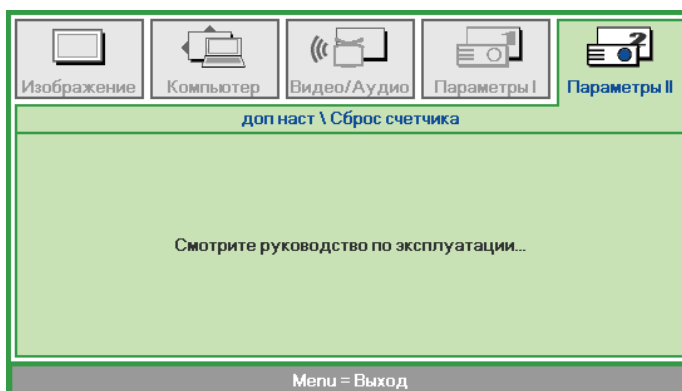 Изображение Компьютер Видео/Аудио Параметры I Параметры II
доп наст \ Сброс счетчика
Смотрите руководство по эксплуатации...
Menu = Выход